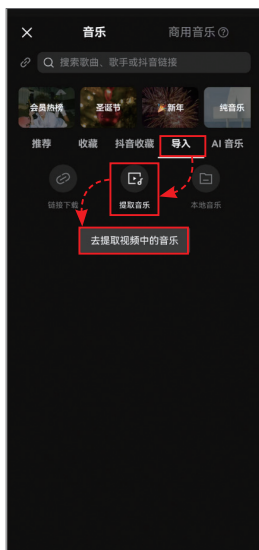 音乐
商用音乐
搜索歌曲、歌手或抖音链接
会员热榜
圣诞节
新年
纯音乐
推荐
收藏
抖音收藏
导入
AI 音乐
链接下载
提取音乐
本地音乐
去提取视频中的音乐